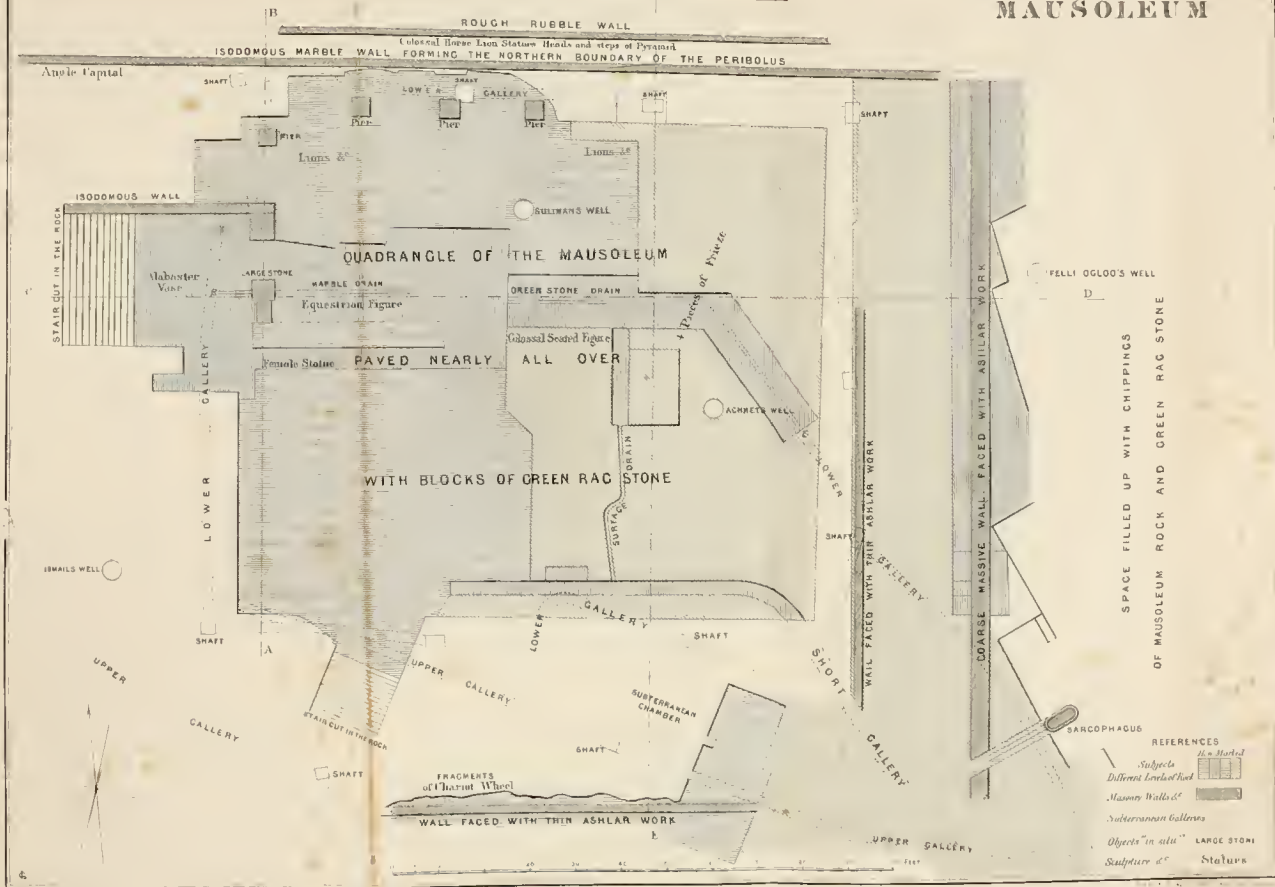 MAUSOLEUM
B
ROUGH RUBBLE WALL
Colossal Horse Lion Statues Heads and steps of Pyramid
ISODOMOUS MARBLE WALL FORMING THE NORTHERN BOUNDARY OF THE PERIBOLUS
Angle Capital
SHAFT
LOWER GALLERY
SHAFT
SHAFT
SHAFT
Pier
Pier
Pier
PIER
Lions &c
Lions &c
ISODOMOUS WALL
SULIMANS WELL
STAIR CUT IN THE ROCK
QUADRANGLE OF THE MAUSOLEUM
Pieces of Frieze
Alabaster
Vase
LARGE STONE
MARBLE DRAIN
GREEN STONE DRAIN
Equestrian Figure
FELLI OGLOO'S WELL
D
Colossal Seated Figure
Female Statue
PAVED NEARLY ALL OVER
LOWER GALLERY
ACHMETS WELL
WITH BLOCKS OF GREEN RAG STONE
SURFACE DRAIN
LOWER
GALLERY
SHAFT
WALL FACED WITH THIN ASHLAR WORK
COARSE MASSIVE WALL FACED WITH ASHLAR WORK
SPACE FILLED UP WITH CHIPPINGS
OF MAUSOLEUM ROCK AND GREEN RAG STONE
LOWER
ISMAILS WELL
SHAFT
A
LOWER
GALLERY
SHAFT
UPPER
GALLERY
UPPER
GALLERY
STAIR CUT IN THE ROCK
SHORT
GALLERY
SUBTERRANEAN
CHAMBER
SHAFT
SHAFT
SARCOPHAGUS
FRAGMENTS
of Chariot Wheel
WALL FACED WITH THIN ASHLAR WORK
E
UPPER GALLERY
FEET
REFERENCES
Subjects
Different Levels of Rock
Masonry Walls &c
Subterranean Galleries
Objects "in situ" LARGE STONE
Sculpture &c Statues